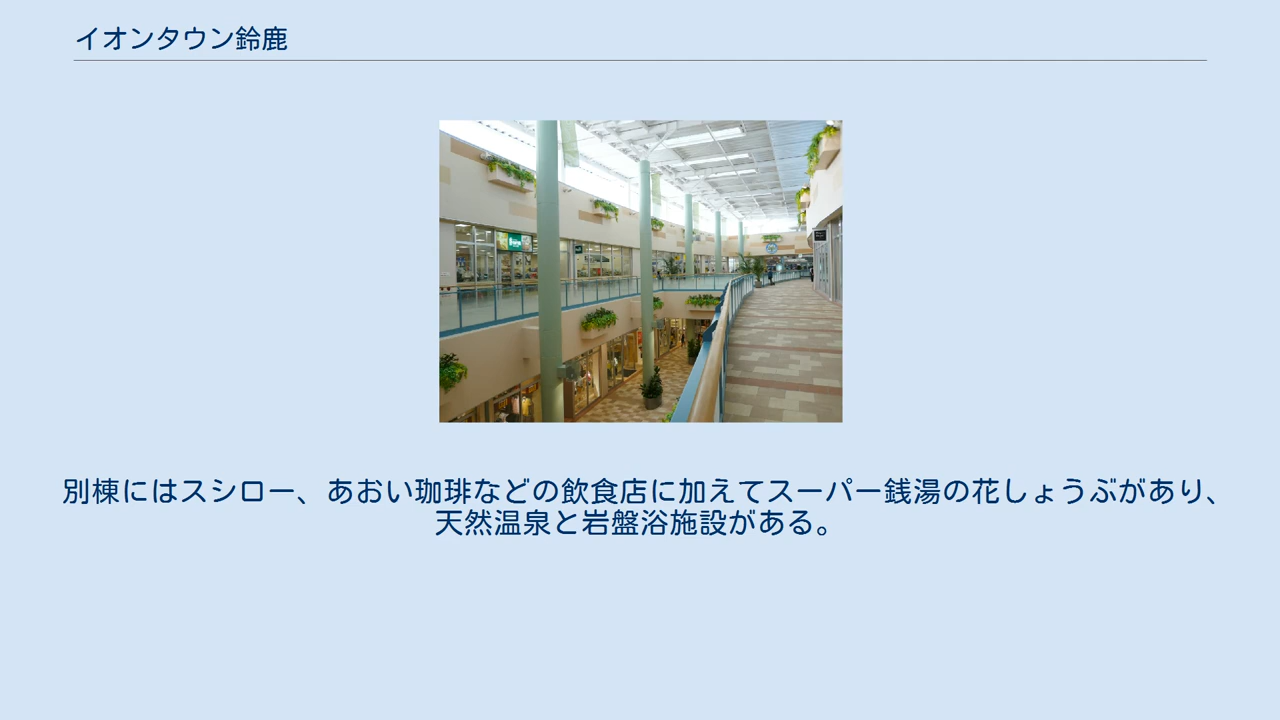 イオンタウン鈴鹿
別棟にはスシロー、あおい珈琲などの飲食店に加えてスーパー銭湯の花しょうぶがあり、
天然温泉と岩盤浴施設がある。